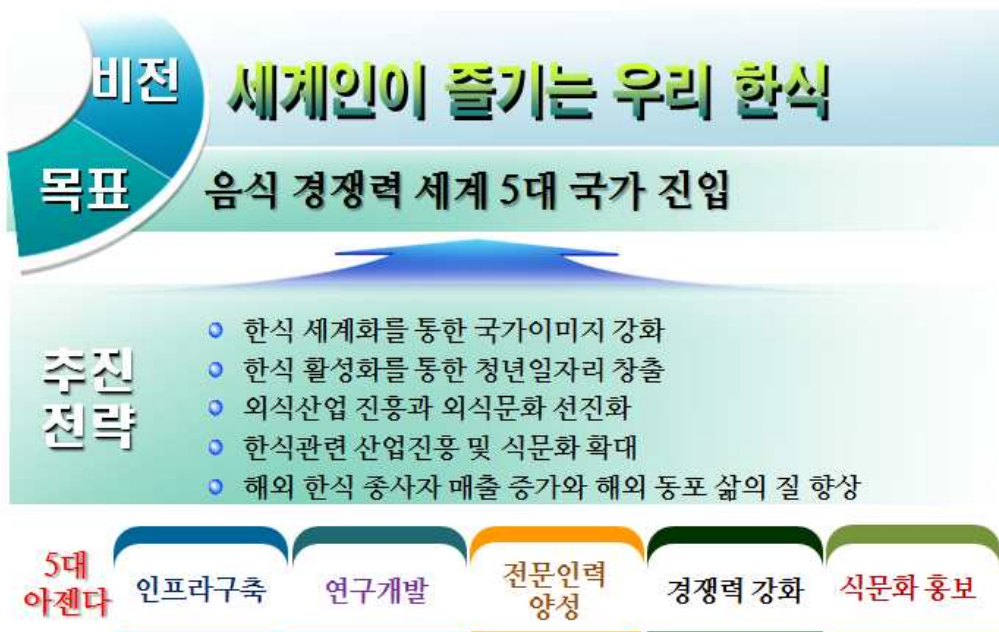 비전
세계인이 즐기는 우리 한식
목표
음식 경쟁력 세계 5대 국가 진입
추진
전략
한식 세계화를 통한 국가이미지 강화
한식 활성화를 통한 청년일자리 창출
외식산업 진흥과 외식문화 선진화
한식관련 산업진흥 및 식문화 확대
해외 한식 종사자 매출 증가와 해외 동포 삶의 질 향상
5대
아젠다
인프라구축
연구개발
전문인력
양성
경쟁력 강화
식문화 홍보